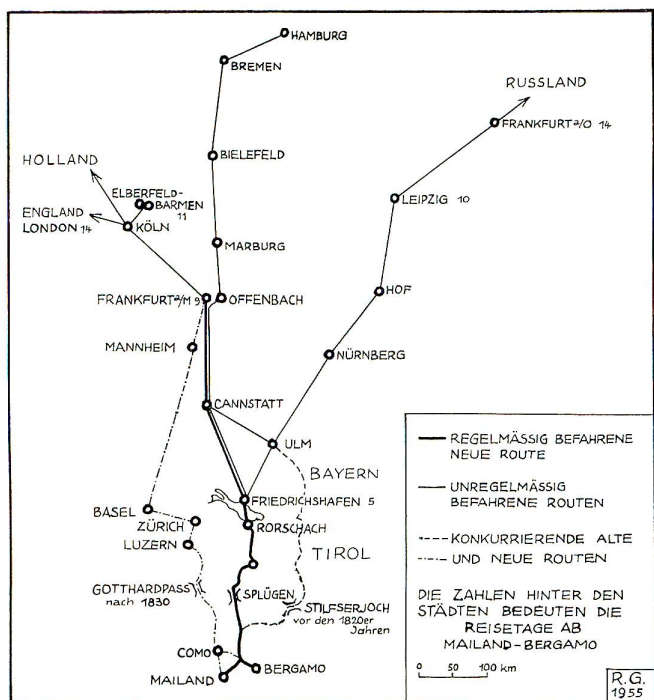 HAMBURG
BREMEN
RUSSLAND
FRANKFURT a/O 14
BIELEFELD
HOLLAND
ELBERFELD-
BARMEN
11
LEIPZIG 10
ENGLAND
LONDON 14
KÖLN
MARBURG
HOF
FRANKFURT a/M 9
OFFENBACH
MANNHEIM
NÜRNBERG
CANNSTATT
ULM
BAYERN
FRIEDRICHSHAFEN 5
BASEL
ZÜRICH
RORSCHACH
LUZERN
TIROL
GOTTHARDPASS
nach 1830
SPLÜGEN
STILFSERJOCH
vor den 1820er
Jahren
COMO
BERGAMO
MAILAND
REGELMÄSSIG BEFAHRENE
NEUE ROUTE
UNREGELMÄSSIG
BEFAHRENE ROUTEN
KONKURRIERENDE ALTE
UND NEUE ROUTEN
DIE ZAHLEN HINTER DEN
STÄDTEN BEDEUTEN DIE
REISETAGE AB
MAILAND-BERGAMO
0 50 100 km
R.G.
1955